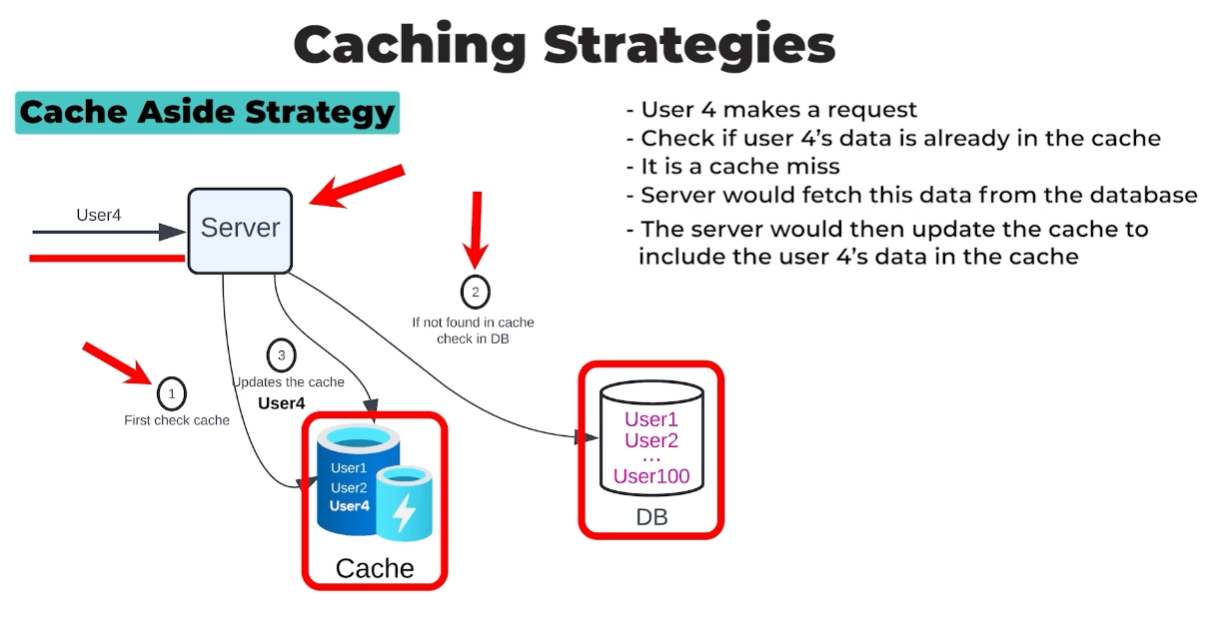 Caching Strategies
Cache Aside Strategy
- User 4 makes a request
- Check if user 4's data is already in the cache
- It is a cache miss
- Server would fetch this data from the database
- The server would then update the cache to
include the user 4's data in the cache
User4
Server
2
If not found in cache
check in DB
3
Updates the cache
User4
1
First check cache
User1
User2
User4
Cache
User1
User2
...
User100
DB